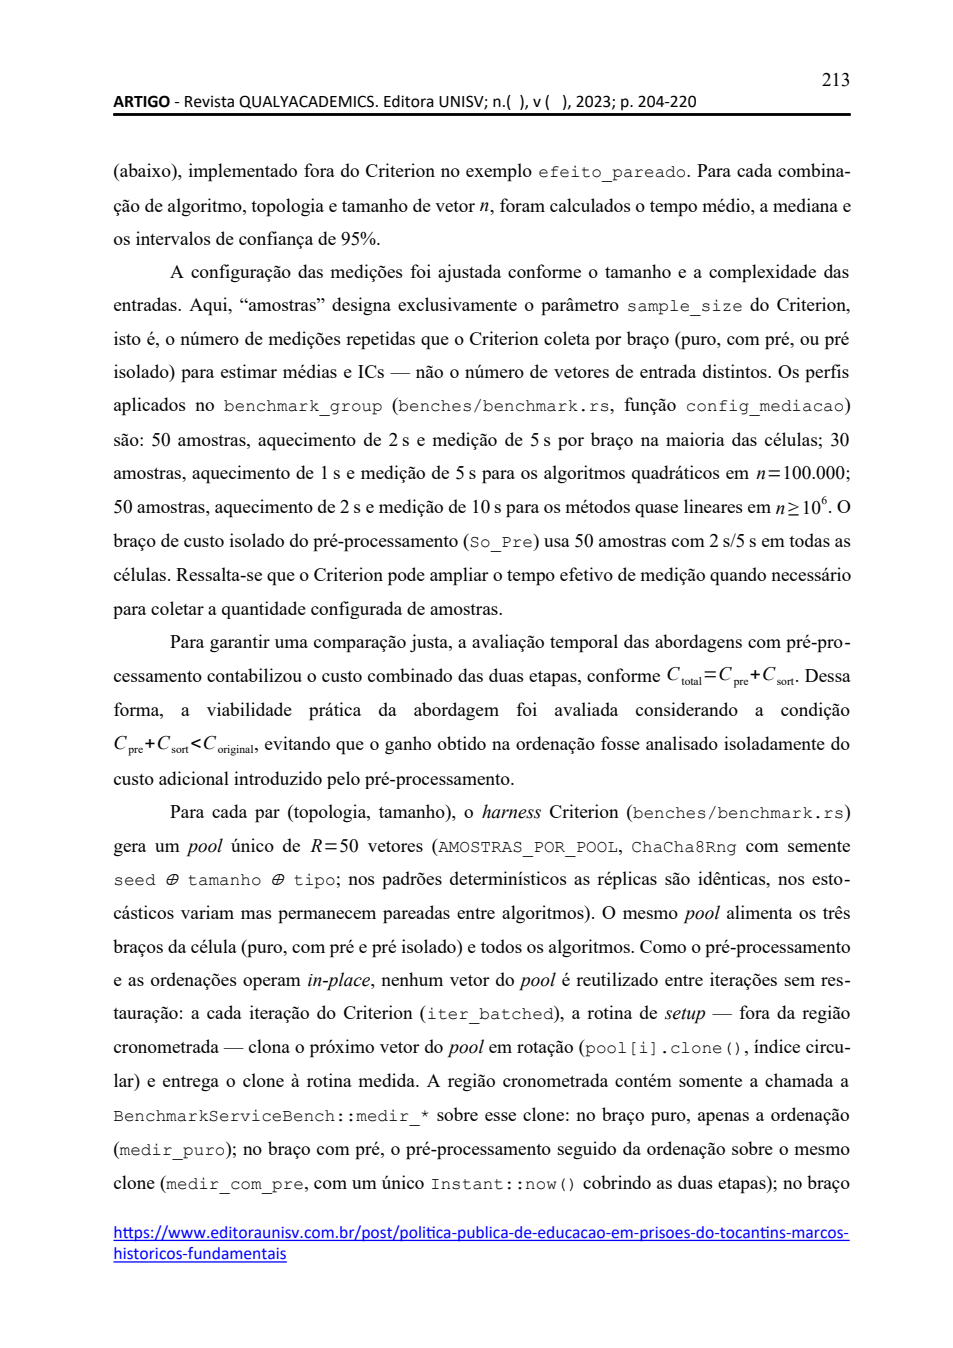 213
ARTIGO - Revista QUALYACADEMICS. Editora UNISV; n.(  ), v (   ), 2023; p. 204-220
(abaixo), implementado fora do Criterion no exemplo efeito_pareado. Para cada combina-
ção de algoritmo, topologia e tamanho de vetor n, foram calculados o tempo médio, a mediana e
os intervalos de confiança de 95%.
A configuração das medições foi ajustada conforme o tamanho e a complexidade das
entradas. Aqui, “amostras” designa exclusivamente o parâmetro sample_size do Criterion,
isto é, o número de medições repetidas que o Criterion coleta por braço (puro, com pré, ou pré
isolado) para estimar médias e ICs — não o número de vetores de entrada distintos. Os perfis
aplicados no benchmark_group (benches/benchmark.rs, função config_mediacao)
são: 50 amostras, aquecimento de 2 s e medição de 5 s por braço na maioria das células; 30
amostras, aquecimento de 1 s e medição de 5 s para os algoritmos quadráticos em n=100.000;
50 amostras, aquecimento de 2 s e medição de 10 s para os métodos quase lineares em n≥10⁶. O
braço de custo isolado do pré-processamento (So_Pre) usa 50 amostras com 2 s/5 s em todas as
células. Ressalta-se que o Criterion pode ampliar o tempo efetivo de medição quando necessário
para coletar a quantidade configurada de amostras.
Para garantir uma comparação justa, a avaliação temporal das abordagens com pré-pro-
cessamento contabilizou o custo combinado das duas etapas, conforme C total=C pre+C sort. Dessa
forma, a viabilidade prática da abordagem foi avaliada considerando a condição
C pre+C sort<C original, evitando que o ganho obtido na ordenação fosse analisado isoladamente do
custo adicional introduzido pelo pré-processamento.
Para cada par (topologia, tamanho), o harness Criterion (benches/benchmark.rs)
gera um pool único de R=50 vetores (AMOSTRAS_POR_POOL, ChaCha8Rng com semente
seed ⊕ tamanho ⊕ tipo; nos padrões determinísticos as réplicas são idênticas, nos esto-
cásticos variam mas permanecem pareadas entre algoritmos). O mesmo pool alimenta os três
braços da célula (puro, com pré e pré isolado) e todos os algoritmos. Como o pré-processamento
e as ordenações operam in-place, nenhum vetor do pool é reutilizado entre iterações sem res-
tauração: a cada iteração do Criterion (iter_batched), a rotina de setup — fora da região
cronometrada — clona o próximo vetor do pool em rotação (pool[i].clone(), índice circu-
lar) e entrega o clone à rotina medida. A região cronometrada contém somente a chamada a
BenchmarkServiceBench::medir_* sobre esse clone: no braço puro, apenas a ordenação
(medir_puro); no braço com pré, o pré-processamento seguido da ordenação sobre o mesmo
clone (medir_com_pre, com um único Instant::now() cobrindo as duas etapas); no braço
https://www.editoraunisv.com.br/post/politica-publica-de-educacao-em-prisoes-do-tocantins-marcos-
historicos-fundamentais